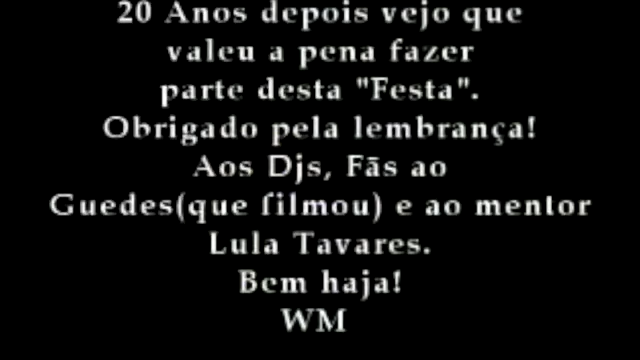 20 Anos depois vejo que
valeu a pena fazer
parte desta "Festa".
Obrigado pela lembrança!
Aos Djs, Fãs ao
Guedes(que filmou) e ao mentor
Lula Tavares.
Bem haja!
WM